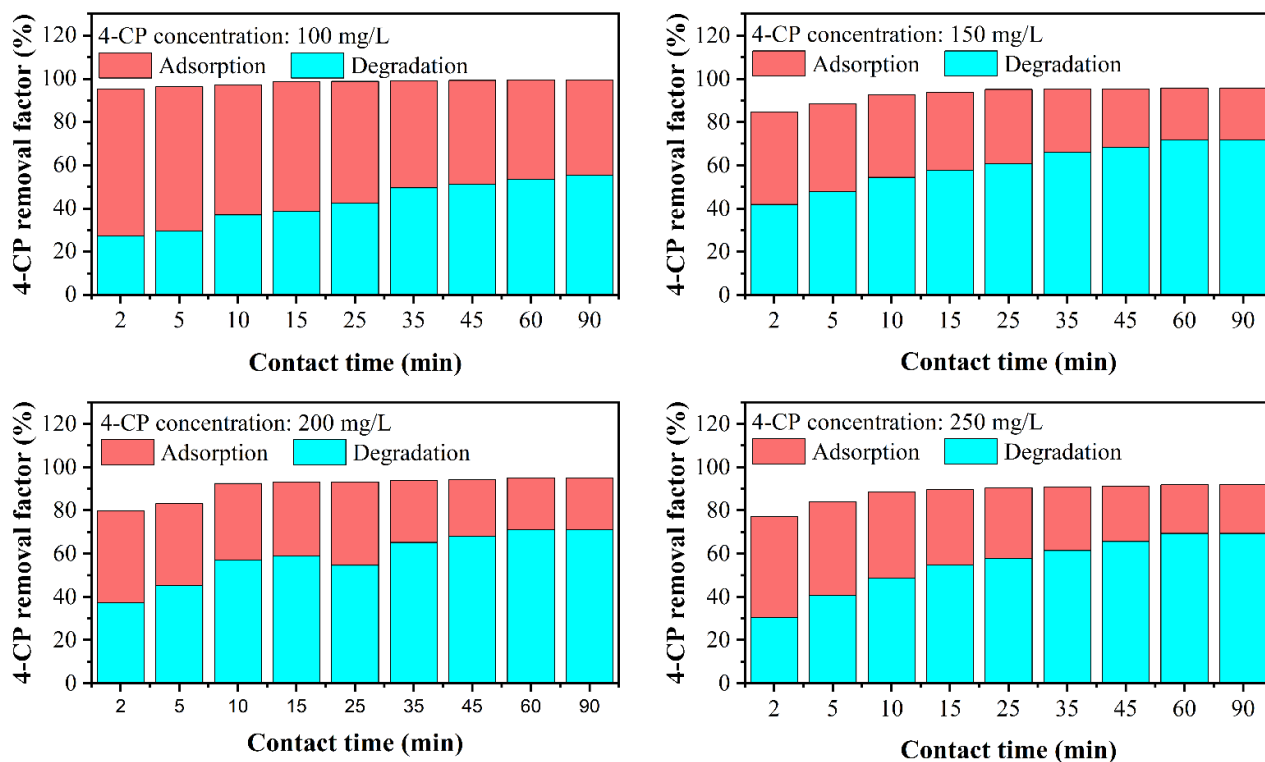 4-CP removal factor (%)
120
100
80
60
40
20
0
4-CP concentration: 100 mg/L
Adsorption Degradation
2 5 10 15 25 35 45 60 90
Contact time (min)
4-CP removal factor (%)
120
100
80
60
40
20
0
4-CP concentration: 150 mg/L
Adsorption Degradation
2 5 10 15 25 35 45 60 90
Contact time (min)
4-CP removal factor (%)
120
100
80
60
40
20
0
4-CP concentration: 200 mg/L
Adsorption Degradation
2 5 10 15 25 35 45 60 90
Contact time (min)
4-CP removal factor (%)
120
100
80
60
40
20
0
4-CP concentration: 250 mg/L
Adsorption Degradation
2 5 10 15 25 35 45 60 90
Contact time (min)